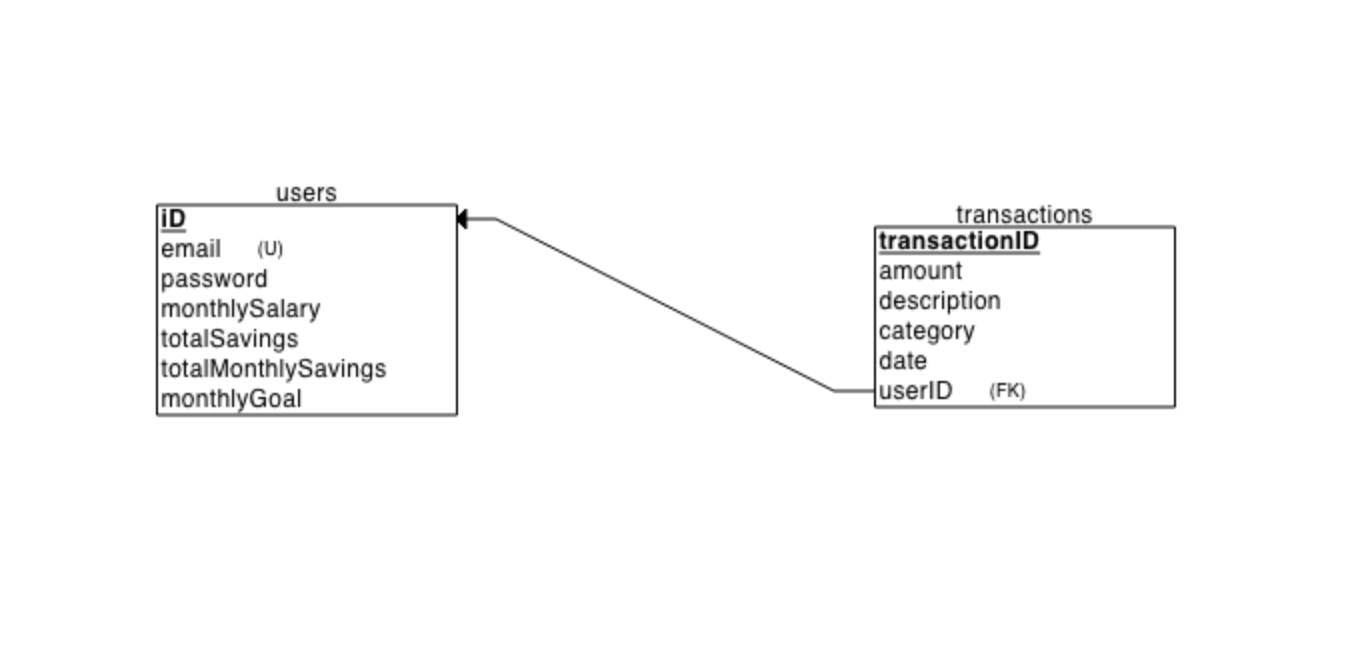 users
iD
email (U)
password
monthlySalary
totalSavings
totalMonthlySavings
monthlyGoal
transactions
transactionID
amount
description
category
date
userID (FK)